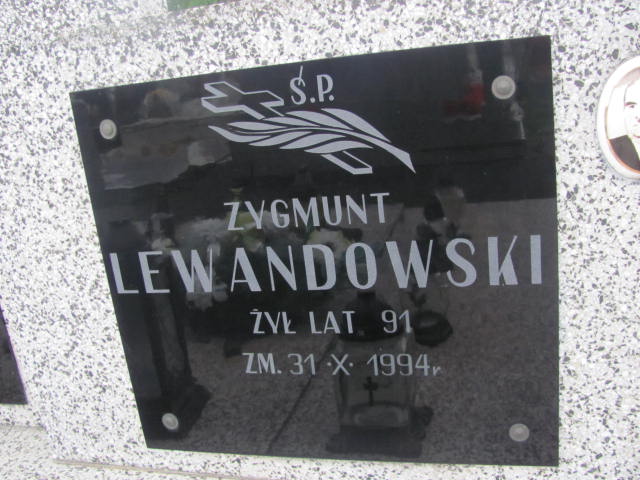 Ś.P.
ZYGMUNT
LEWANDOWSKI
ŻYŁ LAT 91
ZM. 31·X·1994r